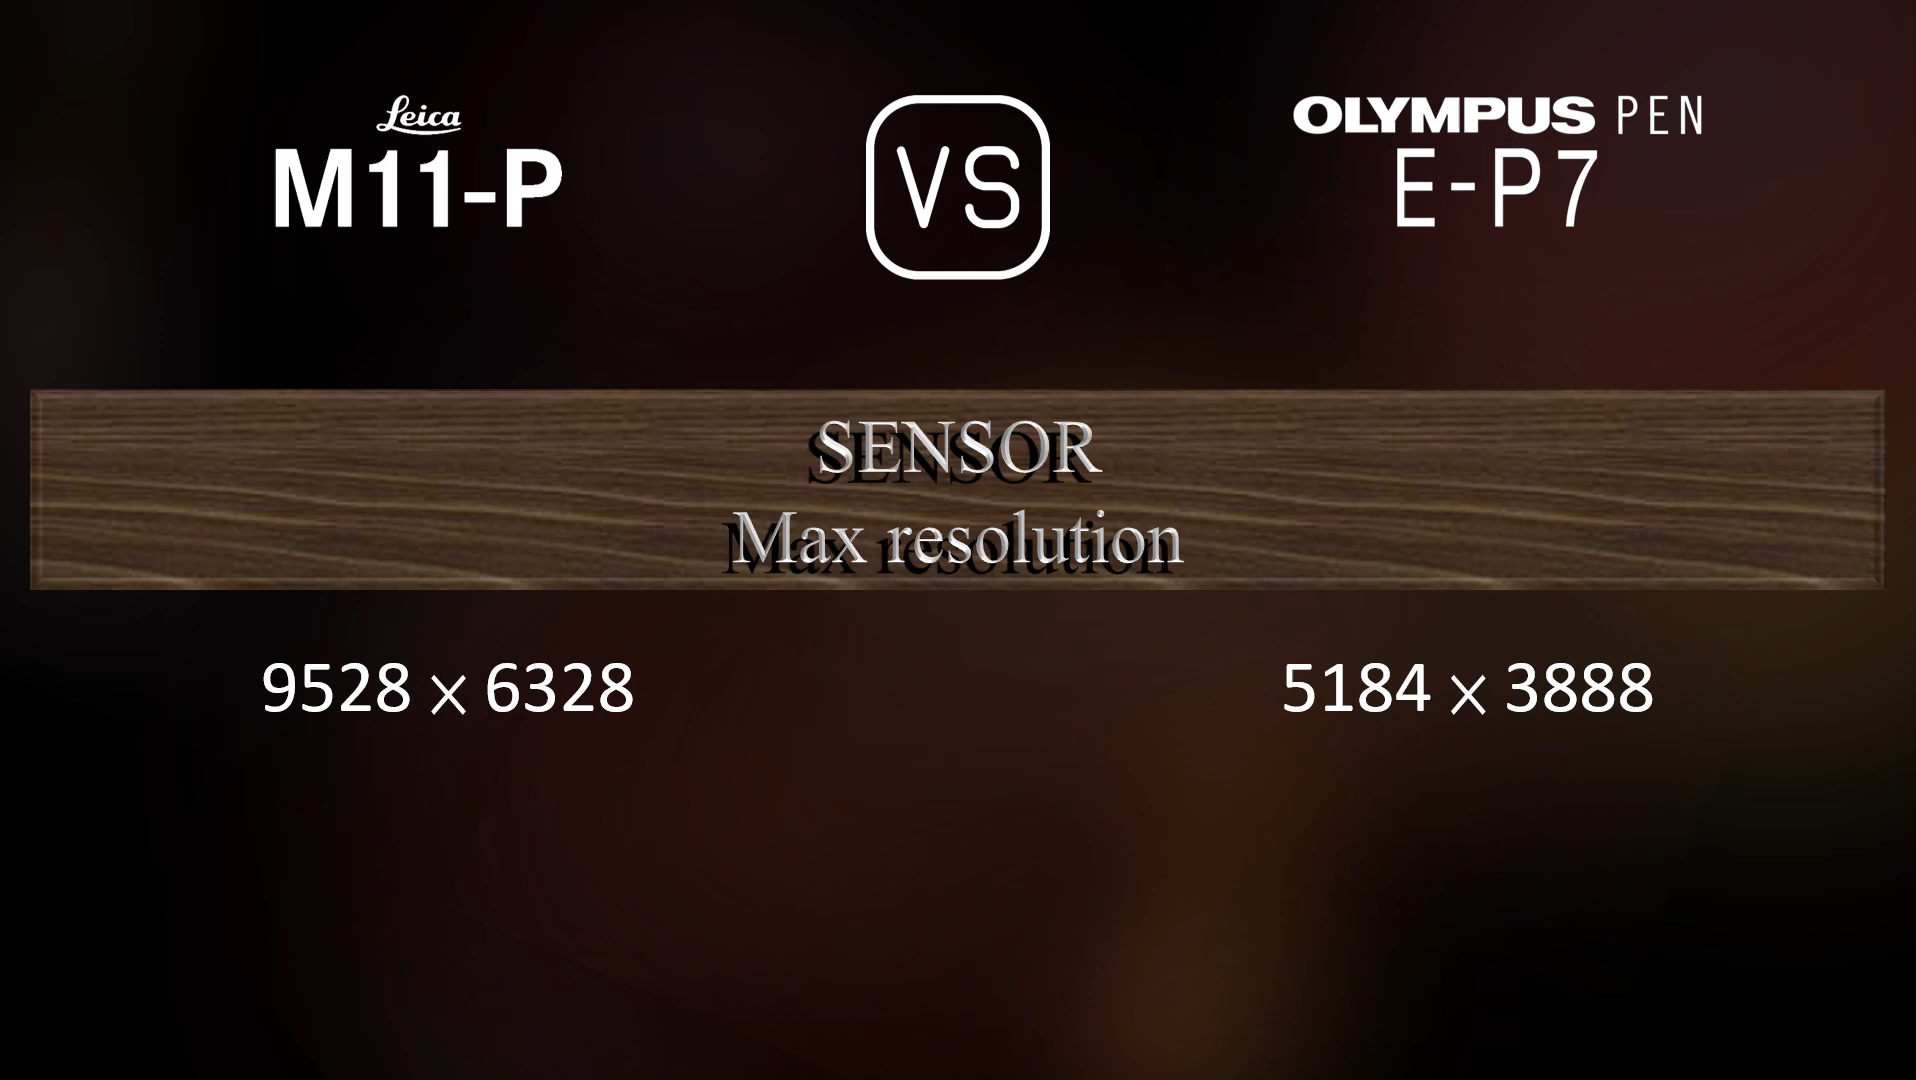 Leica
M11-P
VS
OLYMPUS PEN
E-P7
SENSOR
Max resolution
9528 x 6328
5184 x 3888